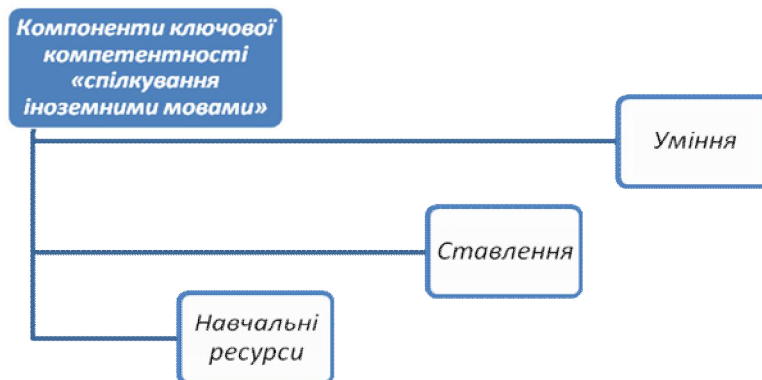 Компоненти ключової
компетентності
«спілкування
іноземними мовами»
Уміння
Ставлення
Навчальні
ресурси